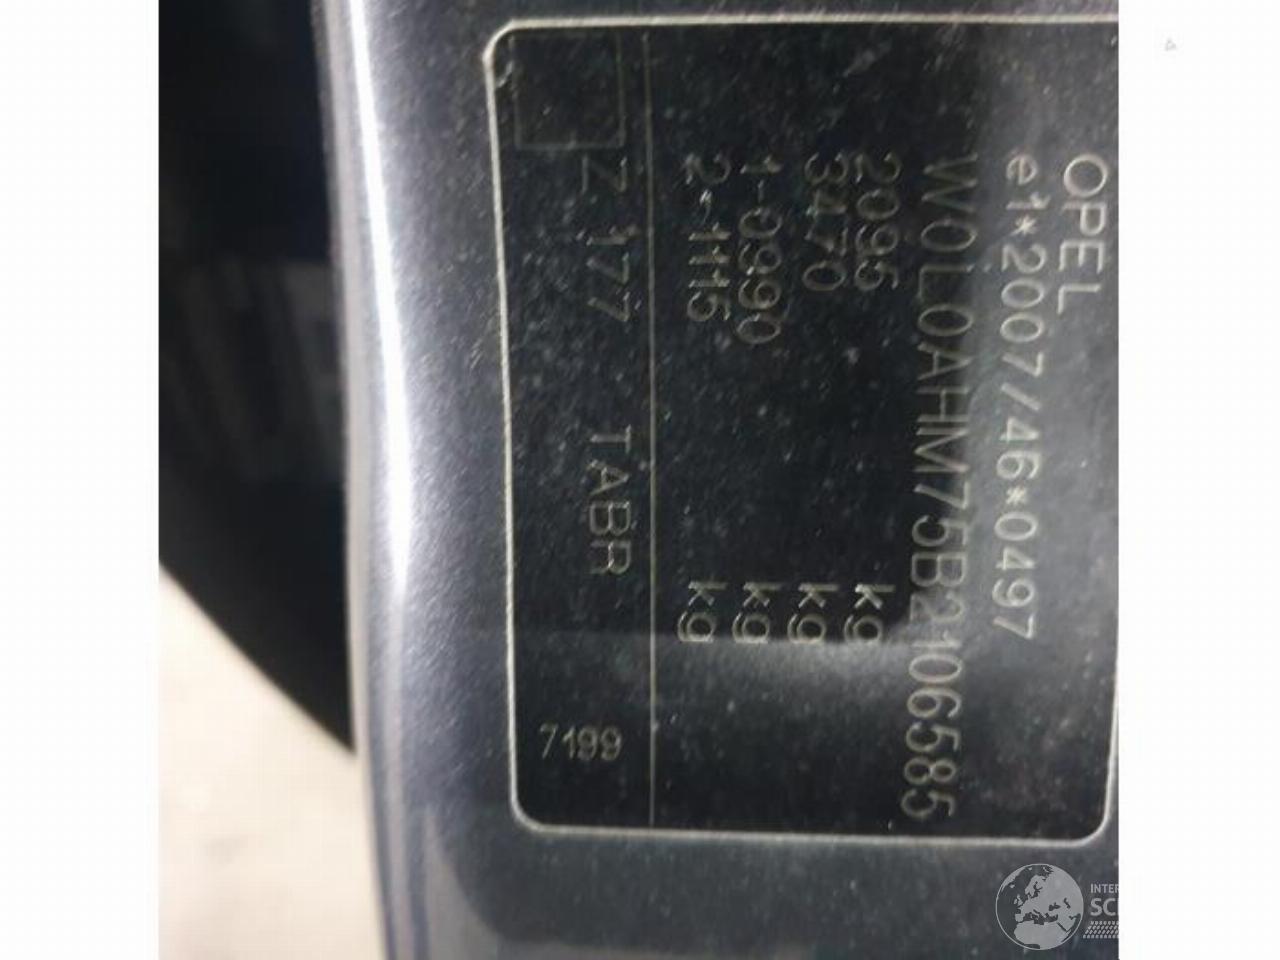 OPEL
e1*2007/46*0497
W0L0AHM75B2106585
2095 kg
3470 kg
1-0990 kg
2-1115 kg
Z 177 TABR 7199